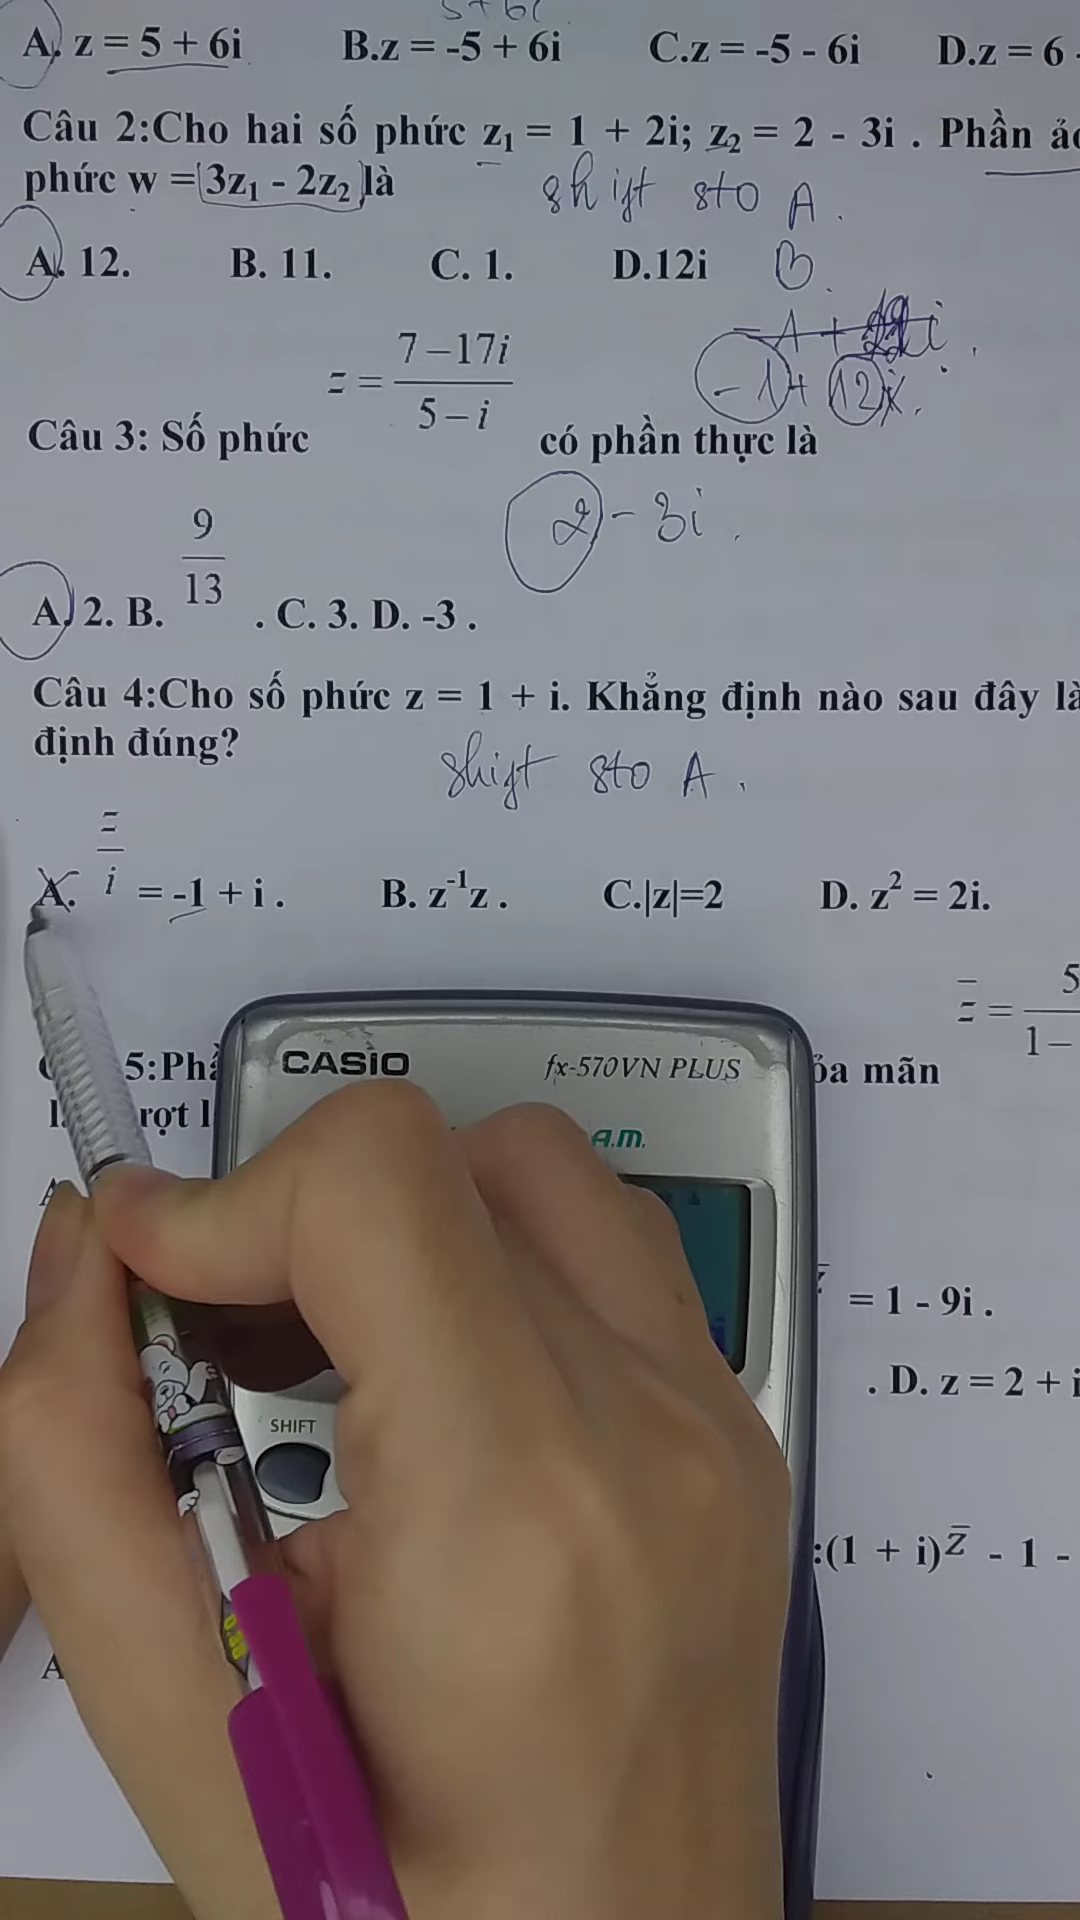 5+6i
A. z = 5 + 6i B.z = -5 + 6i C.z = -5 - 6i D.z = 6
Câu 2:Cho hai số phức z₁ = 1 + 2i; z₂ = 2 - 3i . Phần
phức w = 3z₁ - 2z₂ là
shift sto A.
A. 12. B. 11. C. 1. D.12i
B.
-1 + 12i.
z = (7 – 17i)/(5 – i)
Câu 3: Số phức có phần thực là
2 - 3i.
A. 2. B. 9/13 . C. 3. D. -3 .
Câu 4:Cho số phức z = 1 + i. Khẳng định nào sau đây là
định đúng?
shift sto A.
A. z/i = -1 + i . B. z⁻¹z . C.|z|=2 D. z² = 2i.
z̄ = 5/1–
5:Ph
mãn
CASIO
fx-570VN PLUS
= 1 - 9i .
. D. z = 2 + i
SHIFT
:(1 + i)z̄ - 1 -